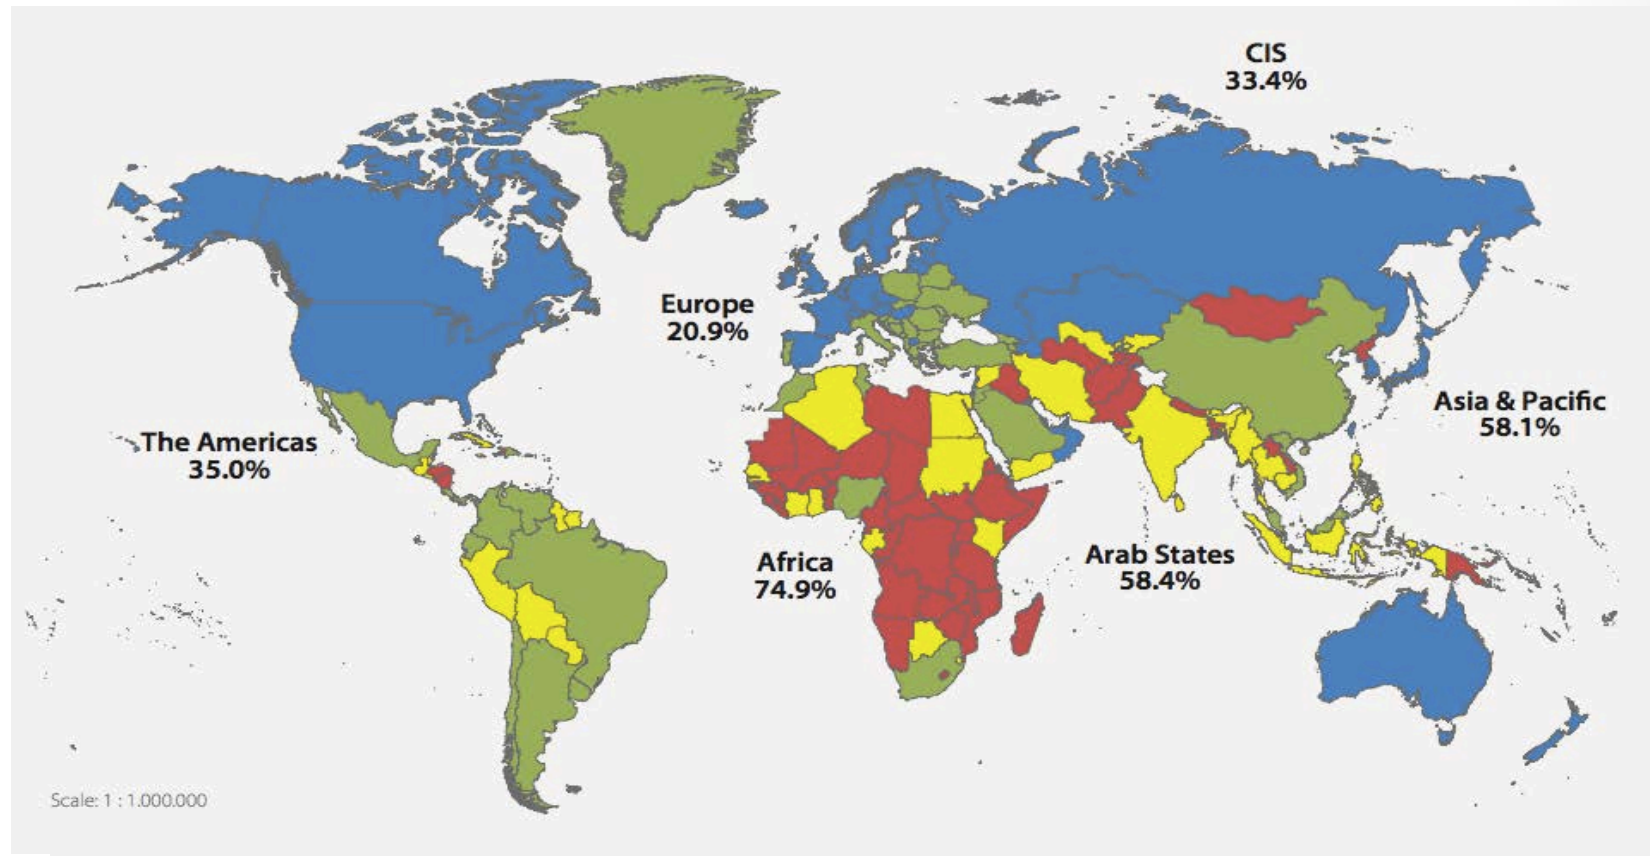 CIS
33.4%
Europe
20.9%
The Americas
35.0%
Asia & Pacific
58.1%
Africa
74.9%
Arab States
58.4%
Scale: 1 : 1.000.000